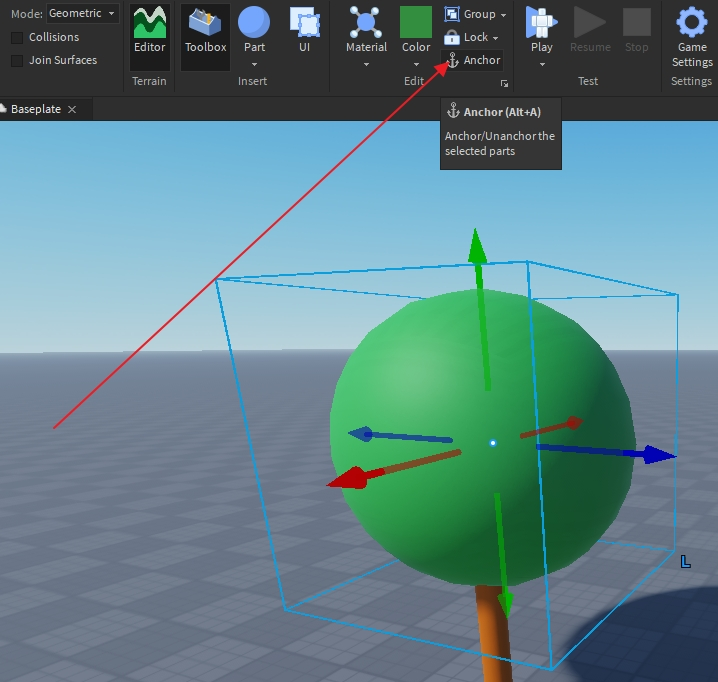 Mode: Geometric
Collisions
Join Surfaces
Editor
Terrain
Toolbox
Part
UI
Insert
Material
Color
Group
Lock
Anchor
Edit
Play
Resume
Stop
Test
Game
Settings
Settings
Baseplate
Anchor (Alt+A)
Anchor/Unanchor the
selected parts
L